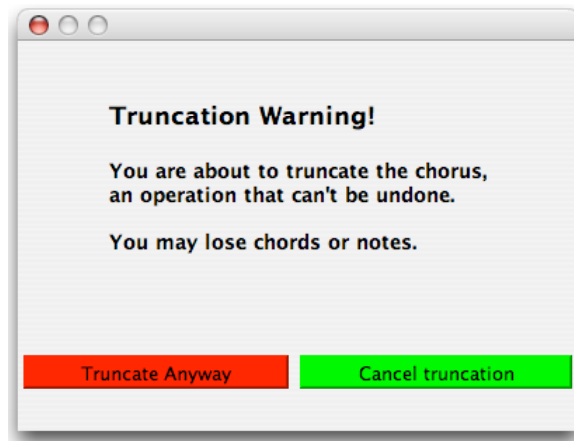 Truncation Warning!
You are about to truncate the chorus,
an operation that can't be undone.
You may lose chords or notes.
Truncate Anyway
Cancel truncation